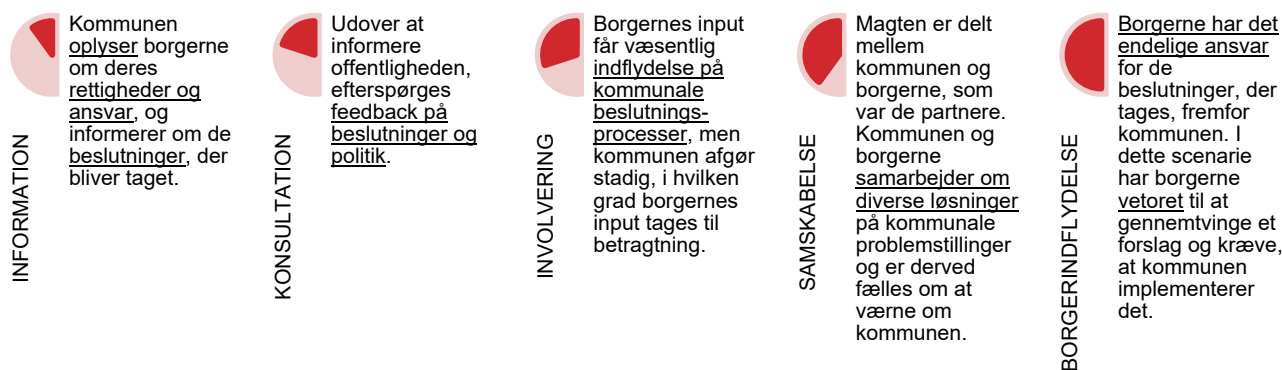 INFORMATION
Kommunen
oplyser borgerne
om deres
rettigheder og
ansvar, og
informerer om de
beslutninger, der
bliver taget.
KONSULTATION
Udover at
informere
offentligheden,
efterspørges
feedback på
beslutninger og
politik.
INVOLVERING
Borgernes input
får væsentlig
indflydelse på
kommunale
beslutnings-
processer, men
kommunen afgør
stadig, i hvilken
grad borgernes
input tages til
betragtning.
SAMSKABELSE
Magten er delt
mellem
kommunen og
borgerne, som
var de partnere.
Kommunen og
borgerne
samarbejder om
diverse løsninger
på kommunale
problemstillinger
og er derved
fælles om at
værne om
kommunen.
BORGERINDFLYDELSE
Borgerne har det
endelige ansvar
for de
beslutninger, der
tages, fremfor
kommunen. I
dette scenarie
har borgerne
vetoret til at
gennemtvinge et
forslag og kræve,
at kommunen
implementerer
det.